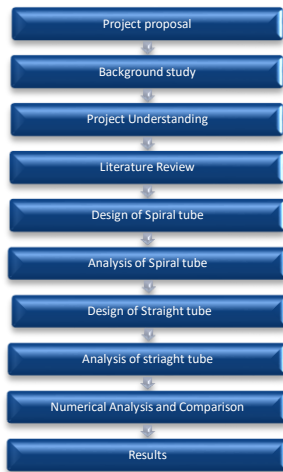 Project proposal
Background study
Project Understanding
Literature Review
Design of Spiral tube
Analysis of Spiral tube
Design of Straight tube
Analysis of striaght tube
Numerical Analysis and Comparison
Results